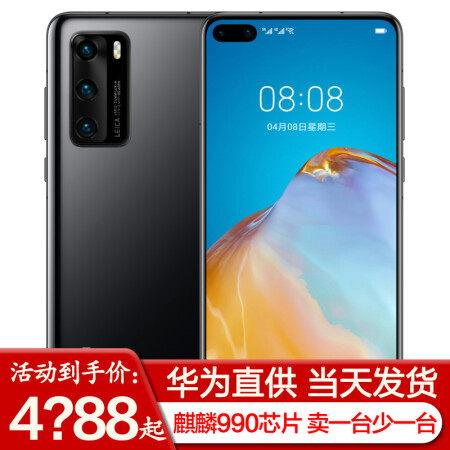 08:08
04月08日星期三
LEICA
活动到手价:
4?88起
华为直供 当天发货
麒麟990芯片 卖一台少一台